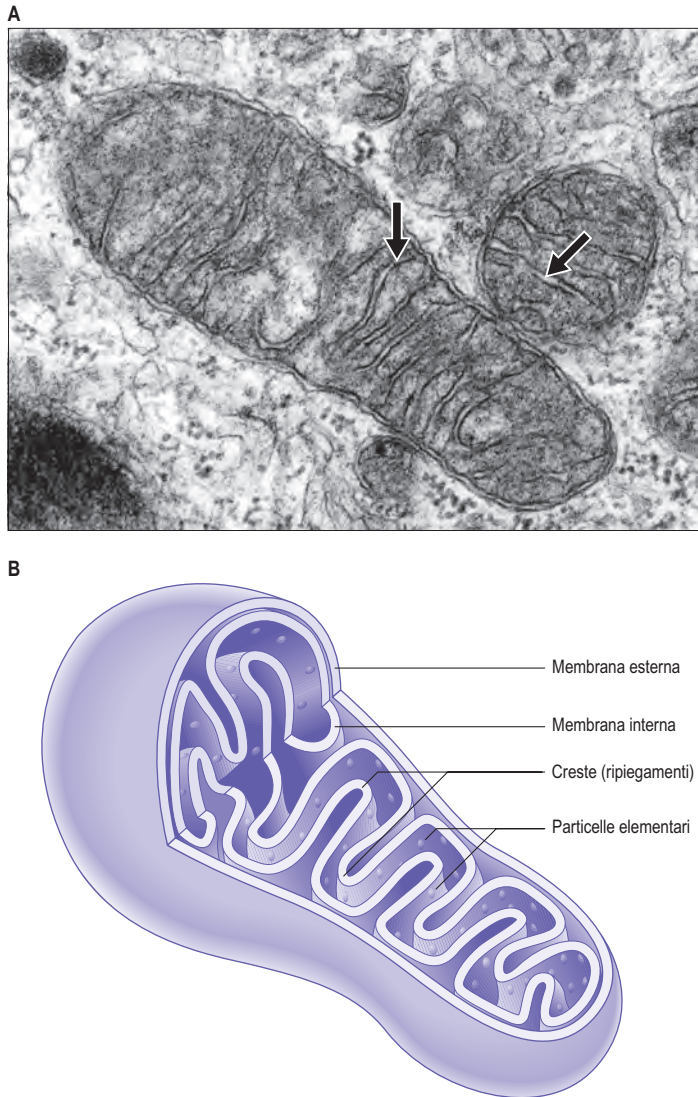 A
B
Membrana esterna
Membrana interna
Creste (ripiegamenti)
Particelle elementari